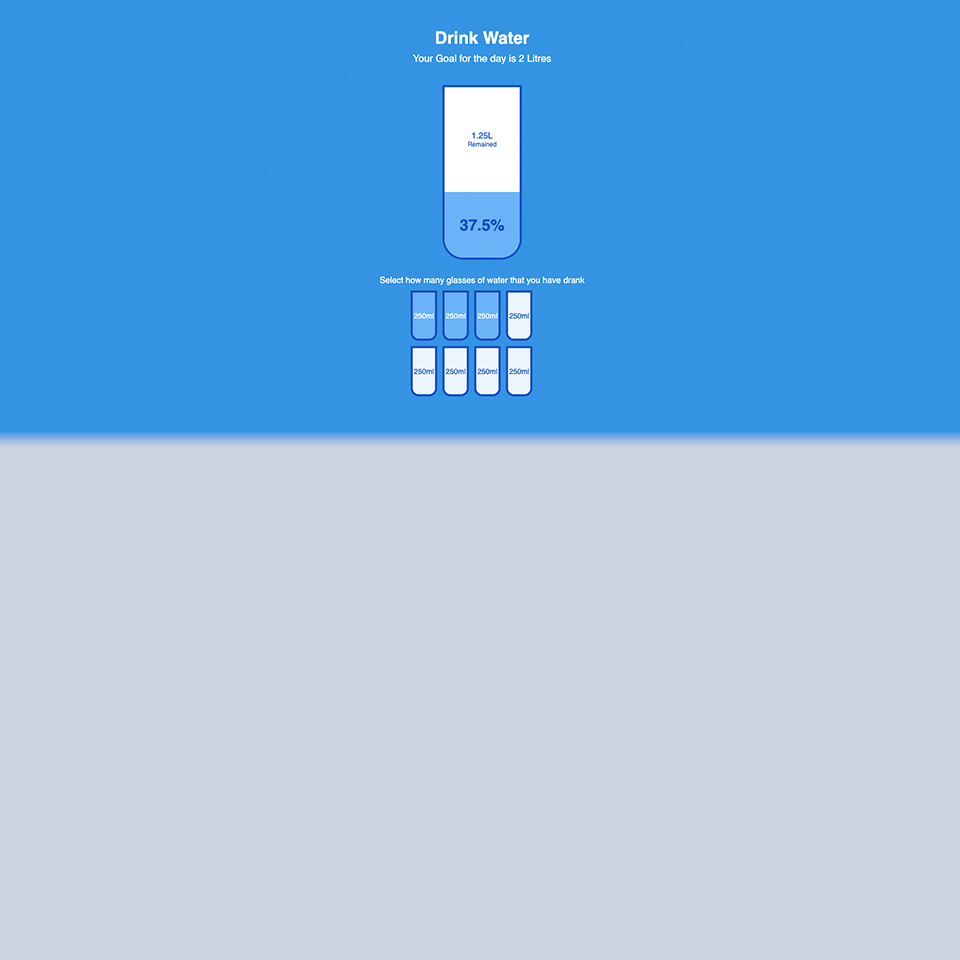 Drink Water
Your Goal for the day is 2 Litres
1.25L
Remained
37.5%
Select how many glasses of water that you have drank
250ml 250ml 250ml 250ml
250ml 250ml 250ml 250ml